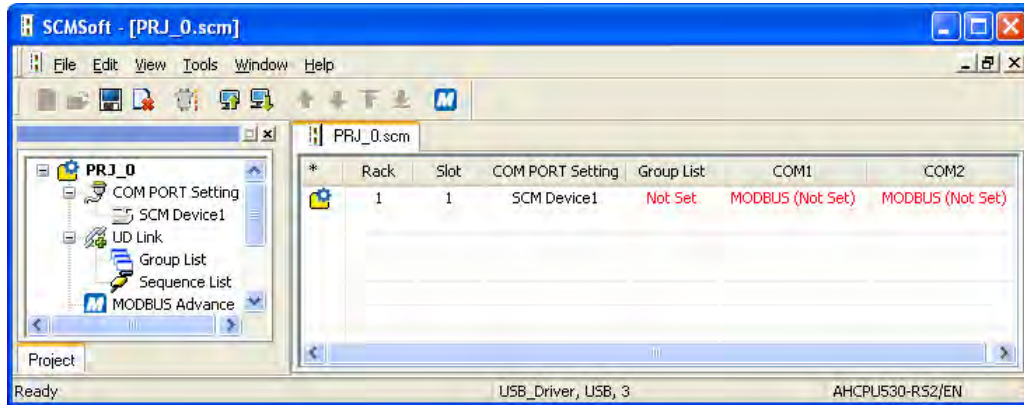 SCMSoft - [PRJ_0.scm]
File Edit View Tools Window Help
M
PRJ_0.scm
PRJ_0
COM PORT Setting
SCM Device1
UD Link
Group List
Sequence List
M MODBUS Advance
Project
* Rack Slot COM PORT Setting Group List COM1 COM2
1 1 SCM Device1 Not Set MODBUS (Not Set) MODBUS (Not Set)
Ready USB_Driver, USB, 3 AHCPU530-RS2/EN